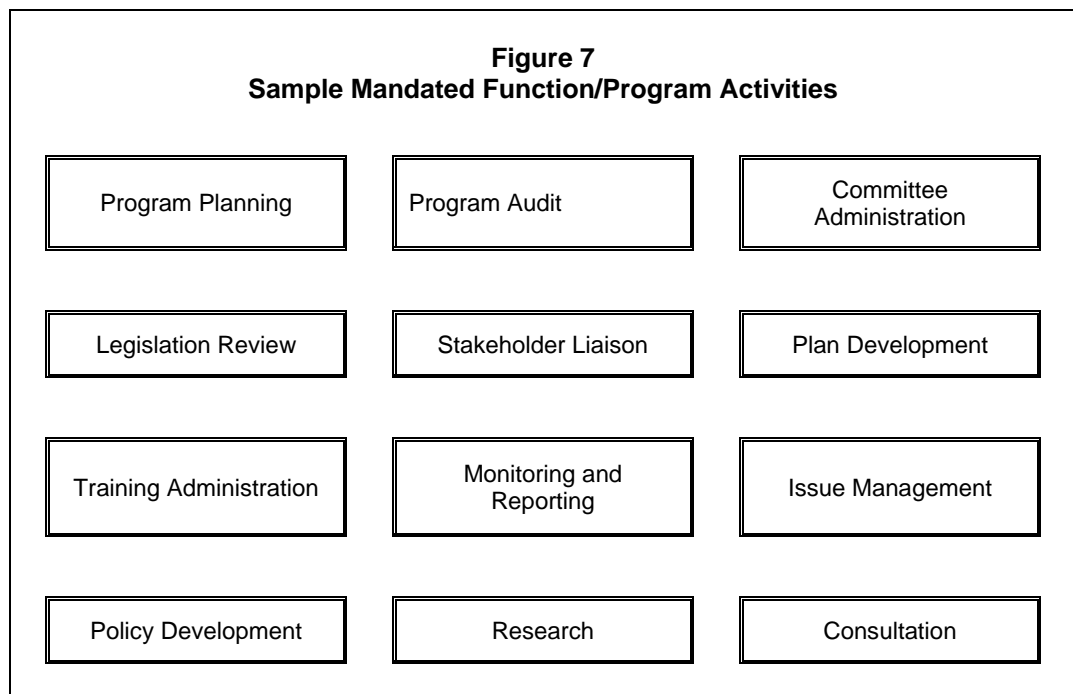 Figure 7
Sample Mandated Function/Program Activities
Program Planning
Program Audit
Committee
Administration
Legislation Review
Stakeholder Liaison
Plan Development
Training Administration
Monitoring and
Reporting
Issue Management
Policy Development
Research
Consultation